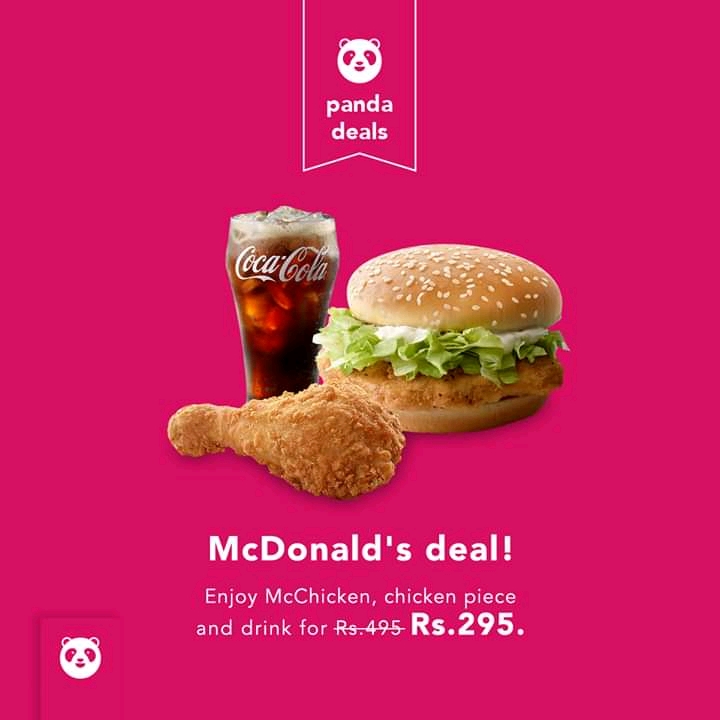 panda
deals
Coca-Cola
McDonald's deal!
Enjoy McChicken, chicken piece
and drink for Rs.495 Rs.295.